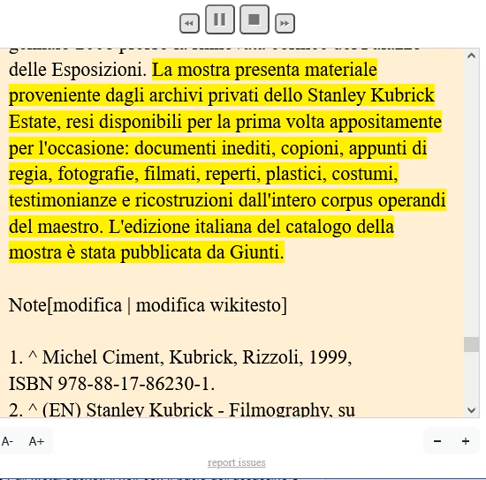 delle Esposizioni. La mostra presenta materiale
proveniente dagli archivi privati dello Stanley Kubrick
Estate, resi disponibili per la prima volta appositamente
per l'occasione: documenti inediti, copioni, appunti di
regia, fotografie, filmati, reperti, plastici, costumi,
testimonianze e ricostruzioni dall'intero corpus operandi
del maestro. L'edizione italiana del catalogo della
mostra è stata pubblicata da Giunti.
Note[modifica | modifica wikitesto]
1. ^ Michel Ciment, Kubrick, Rizzoli, 1999,
ISBN 978-88-17-86230-1.
2. ^ (EN) Stanley Kubrick - Filmography, su
A- A+ − +
report issues